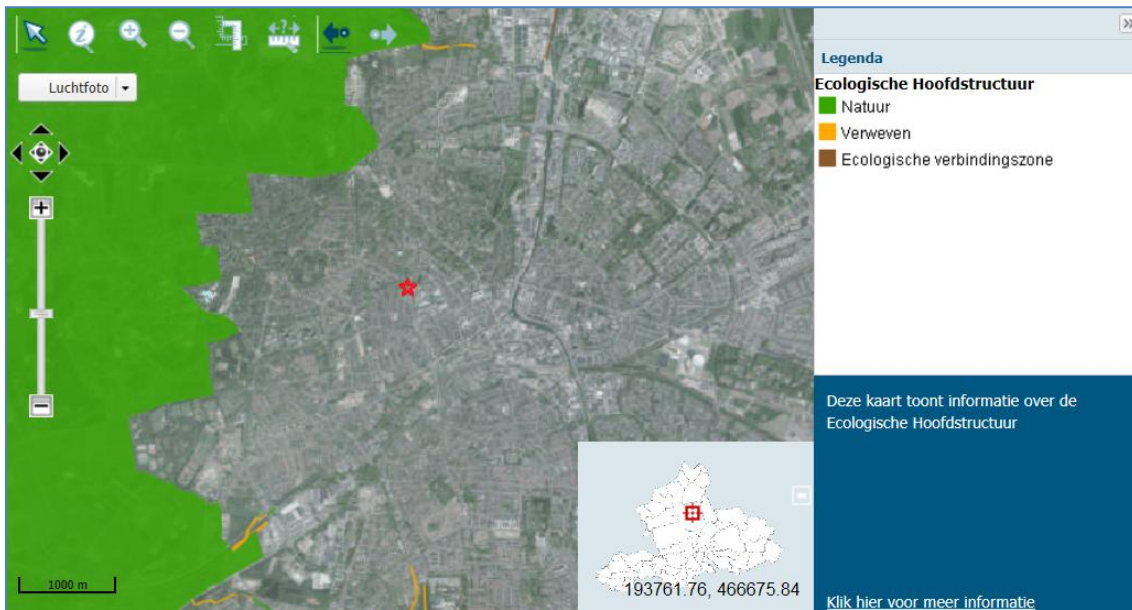 Luchtfoto
1000 m
193761.76, 466675.84
Legenda
Ecologische Hoofdstructuur
Natuur
Verweven
Ecologische verbindingszone
Deze kaart toont informatie over de
Ecologische Hoofdstructuur
Klik hier voor meer informatie